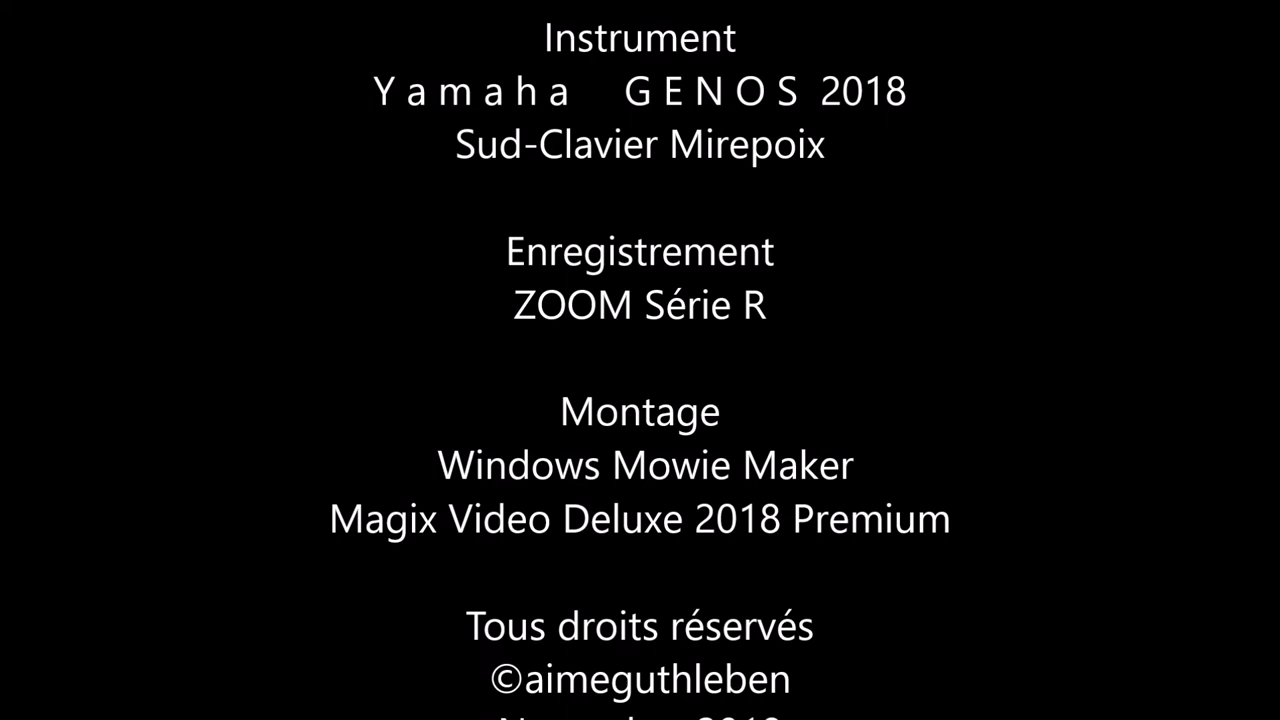 Instrument
Y a m a h a G E N O S 2018
Sud-Clavier Mirepoix
Enregistrement
ZOOM Série R
Montage
Windows Mowie Maker
Magix Video Deluxe 2018 Premium
Tous droits réservés
©aimeguthleben